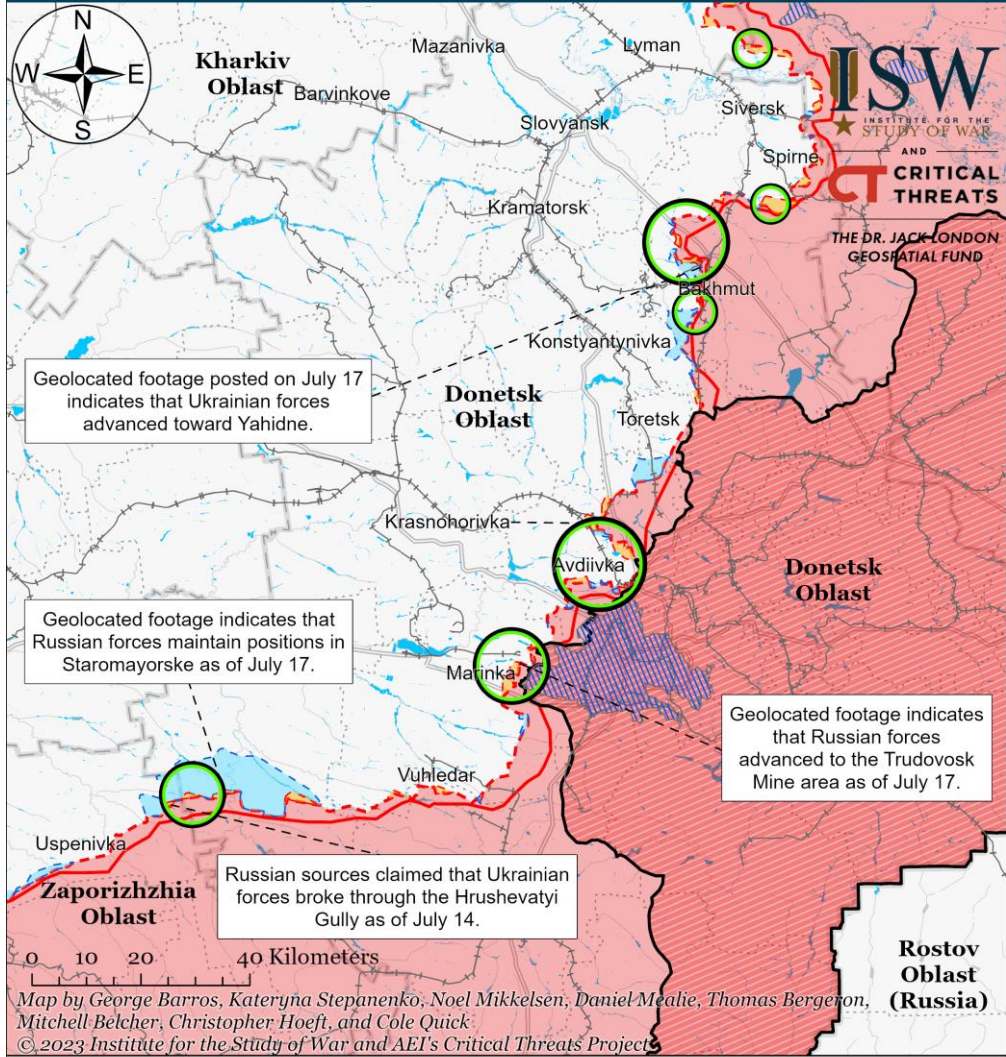 N
W
E
S
Kharkiv
Oblast
Mazanivka
Lyman
Barvinkove
Slovyansk
Siversk
ISW
INSTITUTE FOR THE
STUDY OF WAR
AND
CT CRITICAL
THREATS
THE DR. JACK LONDON
GEOSPATIAL FUND
Spirne
Kramatorsk
Bakhmut
Konstyantynivka
Geolocated footage posted on July 17
indicates that Ukrainian forces
advanced toward Yahidne.
Donetsk
Oblast
Toretsk
Krasnohorivka
Avdiivka
Donetsk
Oblast
Geolocated footage indicates that
Russian forces maintain positions in
Staromayorske as of July 17.
Marinka
Geolocated footage indicates
that Russian forces
advanced to the Trudovosk
Mine area as of July 17.
Vuhledar
Uspenivka
Russian sources claimed that Ukrainian
forces broke through the Hrushevatyi
Gully as of July 14.
Zaporizhzhia
Oblast
Rostov
Oblast
(Russia)
0 10 20 40 Kilometers
Map by George Barros, Kateryna Stepanenko, Noel Mikkelsen, Daniel Mealie, Thomas Bergeron,
Mitchell Belcher, Christopher Hoeft, and Cole Quick
© 2023 Institute for the Study of War and AEI's Critical Threats Project